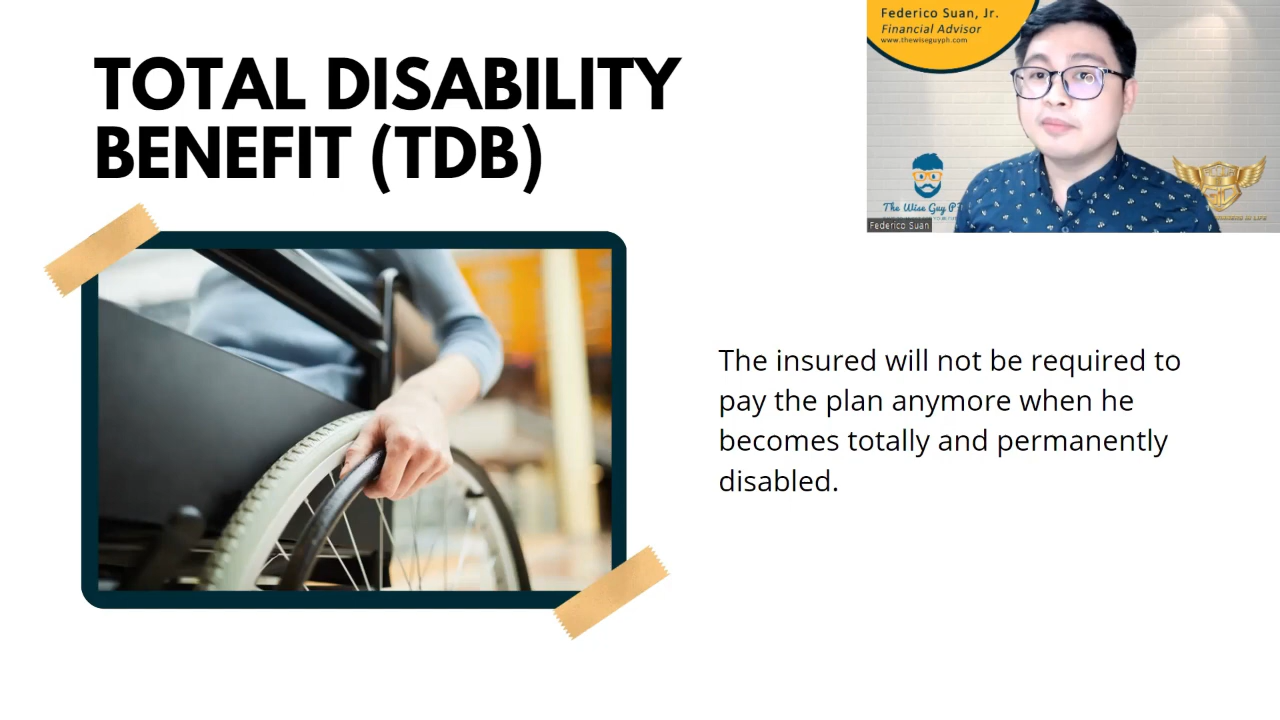 TOTAL DISABILITY
BENEFIT (TDB)
Federico Suan, Jr.
Financial Advisor
www.thewiseguyph.com
The Wise Guy P
Federico Suan
The insured will not be required to
pay the plan anymore when he
becomes totally and permanently
disabled.